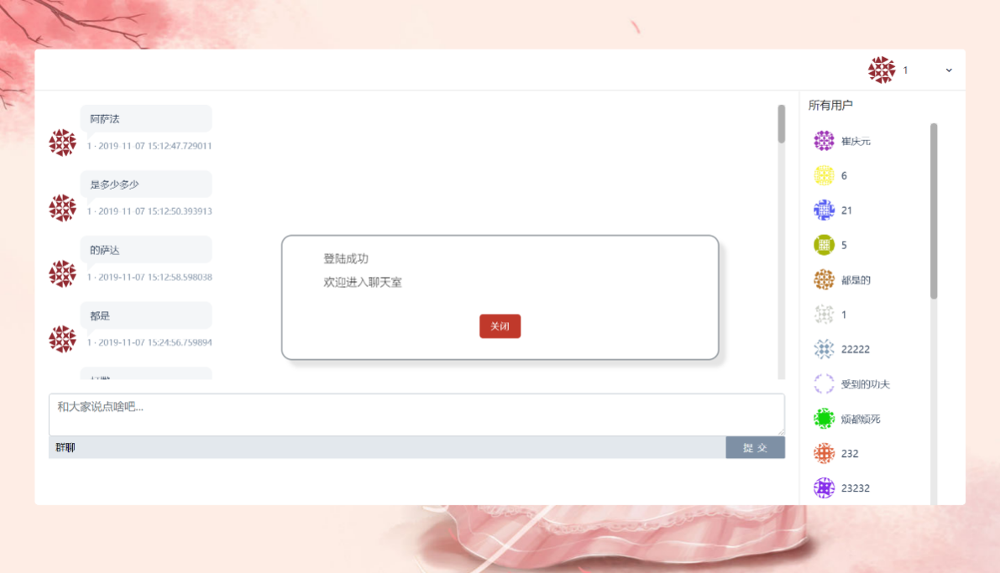 1
阿萨法
1 · 2019-11-07 15:12:47.729011
是多少多少
1 · 2019-11-07 15:12:50.393913
的萨达
1 · 2019-11-07 15:12:58.598038
都是
1 · 2019-11-07 15:24:56.759894
登陆成功
欢迎进入聊天室
关闭
和大家说点啥吧...
群聊
提 交
所有用户
崔庆元
6
21
5
都是的
1
22222
受到的功夫
烦都烦死
232
23232